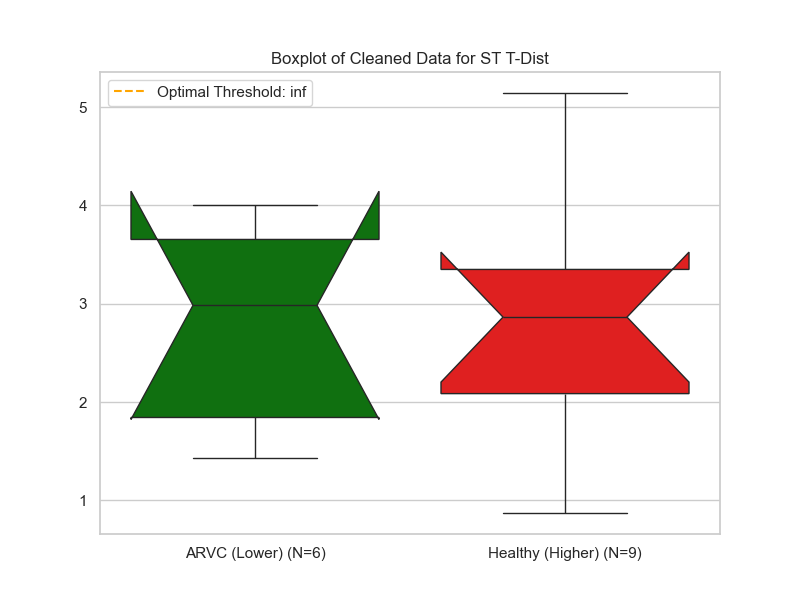 Boxplot of Cleaned Data for ST T-Dist
Optimal Threshold: inf
5
4
3
2
1
ARVC (Lower) (N=6)
Healthy (Higher) (N=9)